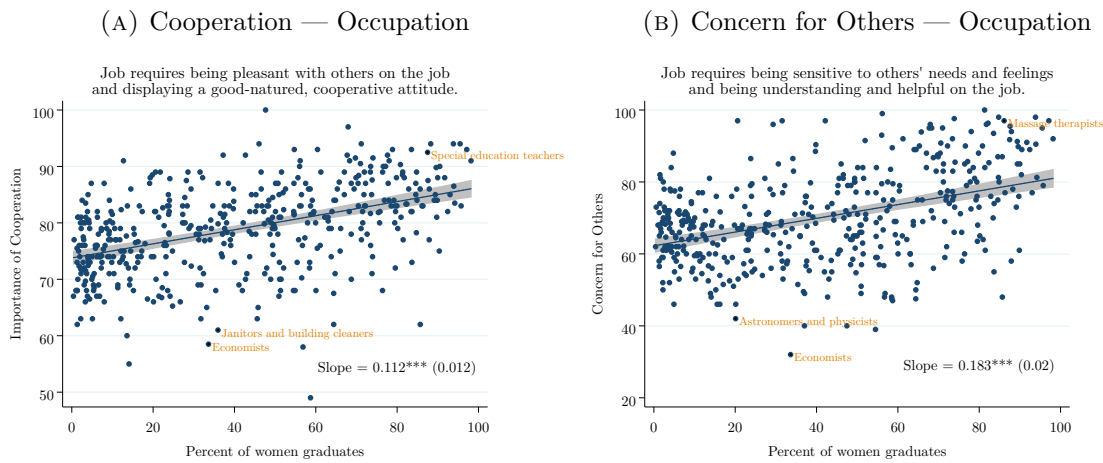 (A) Cooperation — Occupation
Job requires being pleasant with others on the job
and displaying a good-natured, cooperative attitude.
Importance of Cooperation
100
90
80
70
60
50
Special education teachers
Janitors and building cleaners
Economists
Slope = 0.112*** (0.012)
0 20 40 60 80 100
Percent of women graduates
(B) Concern for Others — Occupation
Job requires being sensitive to others' needs and feelings
and being understanding and helpful on the job.
Concern for Others
100
80
60
40
20
Massage therapists
Astronomers and physicists
Economists
Slope = 0.183*** (0.02)
0 20 40 60 80 100
Percent of women graduates